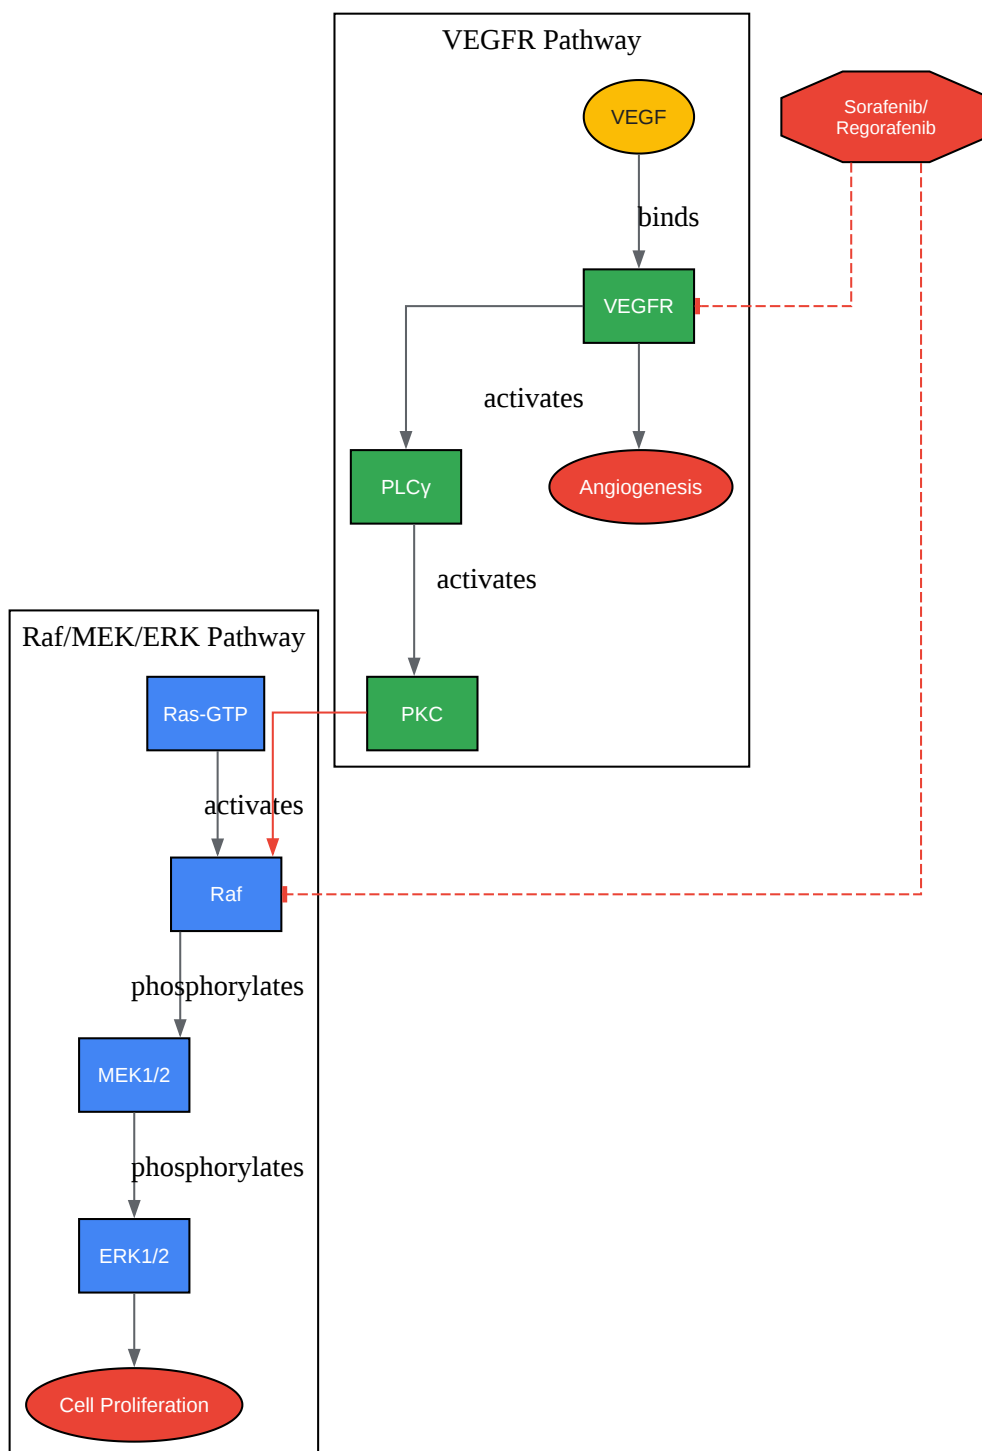 VEGFR Pathway
VEGF
Sorafenib/
Regorafenib
binds
VEGFR
activates
PLCγ
Angiogenesis
activates
Raf/MEK/ERK Pathway
Ras-GTP
PKC
activates
Raf
phosphorylates
MEK1/2
phosphorylates
ERK1/2
Cell Proliferation